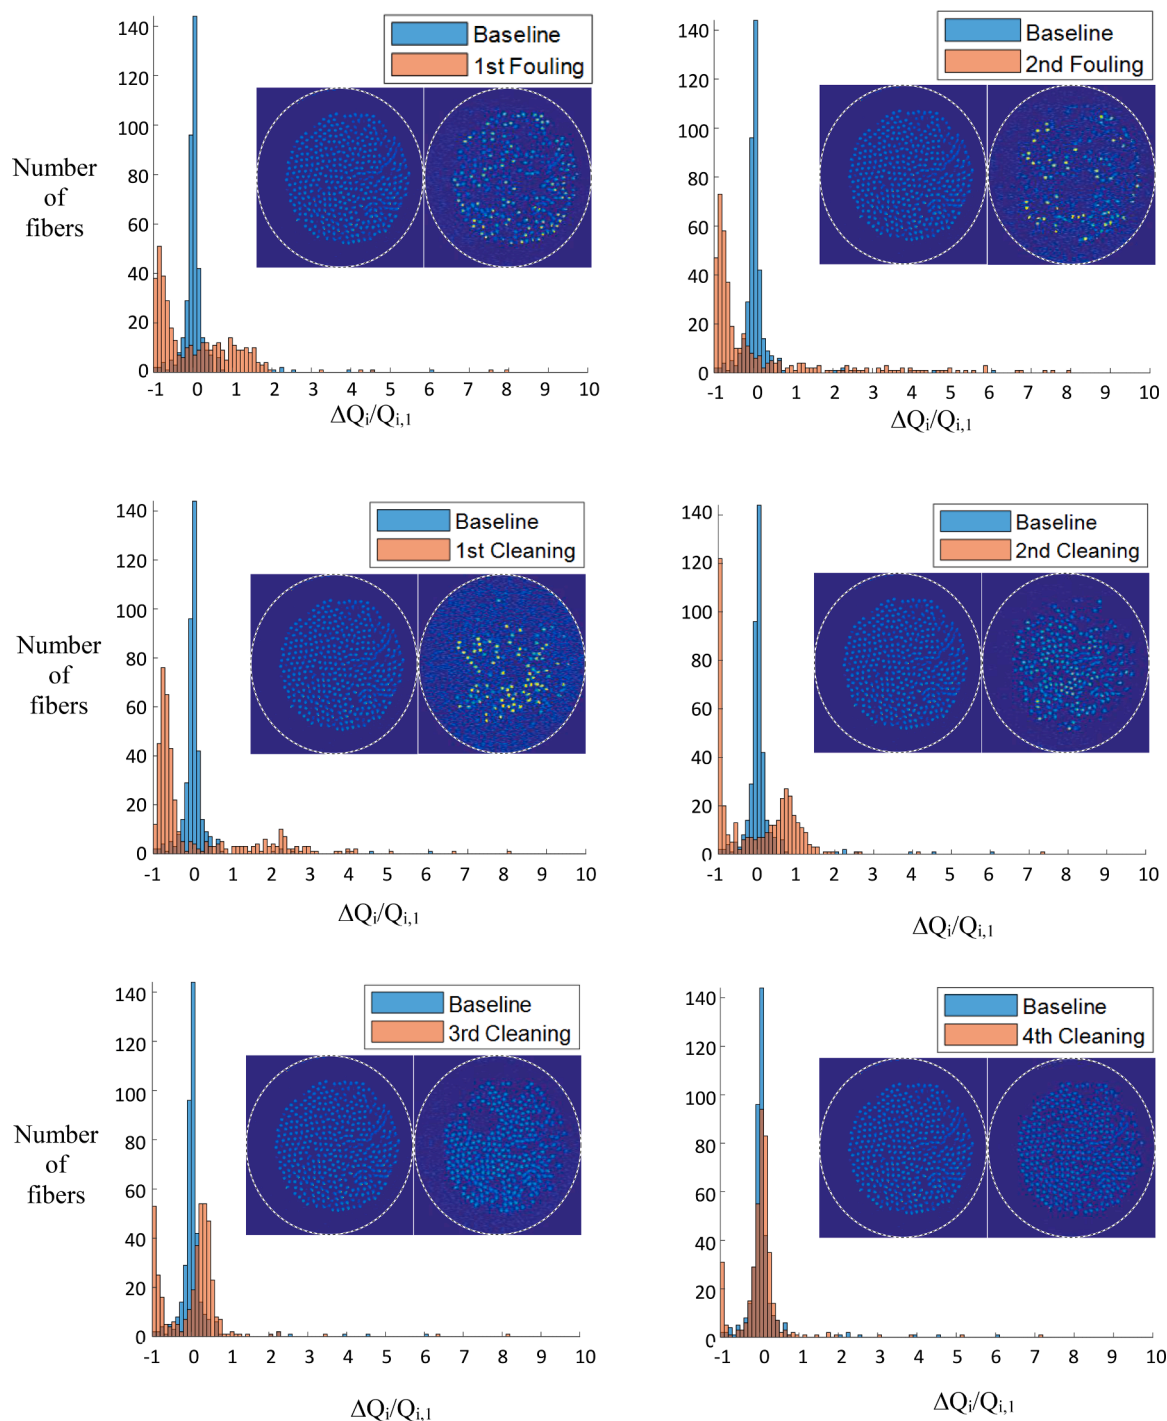 140
120
100
80
60
40
20
0
-1 0 1 2 3 4 5 6 7 8 9 10
Baseline
1st Fouling
Number
of
fibers
ΔQi/Qi,1
140
120
100
80
60
40
20
0
-1 0 1 2 3 4 5 6 7 8 9 10
Baseline
2nd Fouling
ΔQi/Qi,1
140
120
100
80
60
40
20
0
-1 0 1 2 3 4 5 6 7 8 9 10
Baseline
1st Cleaning
Number
of
fibers
ΔQi/Qi,1
140
120
100
80
60
40
20
0
-1 0 1 2 3 4 5 6 7 8 9 10
Baseline
2nd Cleaning
ΔQi/Qi,1
140
120
100
80
60
40
20
0
-1 0 1 2 3 4 5 6 7 8 9 10
Baseline
3rd Cleaning
Number
of
fibers
ΔQi/Qi,1
140
120
100
80
60
40
20
0
-1 0 1 2 3 4 5 6 7 8 9 10
Baseline
4th Cleaning
ΔQi/Qi,1